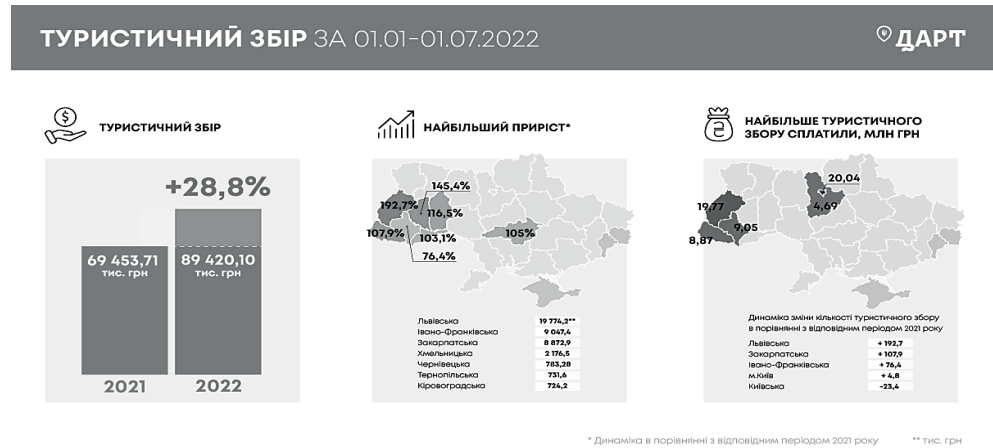 ТУРИСТИЧНИЙ ЗБІР ЗА 01.01-01.07.2022
ДАРТ
ТУРИСТИЧНИЙ ЗБІР
+28,8%
69 453,71
тис. грн
89 420,10
тис. грн
2021
2022
НАЙБІЛЬШИЙ ПРИРІСТ*
145,4%
192,7%
116,5%
107,9%
103,1%
105%
76,4%
Львівська 19 774,2**
Івано-Франківська 9 047,4
Закарпатська 8 872,9
Хмельницька 2 176,5
Чернівецька 783,28
Тернопільська 731,6
Кіровоградська 724,2
НАЙБІЛЬШЕ ТУРИСТИЧНОГО
ЗБОРУ СПЛАТИЛИ, МЛН ГРН
20,04
19,77
4,69
9,05
8,87
Динаміка зміни кількості туристичного збору
в порівнянні з відповідним періодом 2021 року
Львівська + 192,7
Закарпатська + 107,9
Івано-Франківська + 76,4
м.Київ + 4,8
Київська -23,4
* Динаміка в порівнянні з відповідним періодом 2021 року
** тис. грн